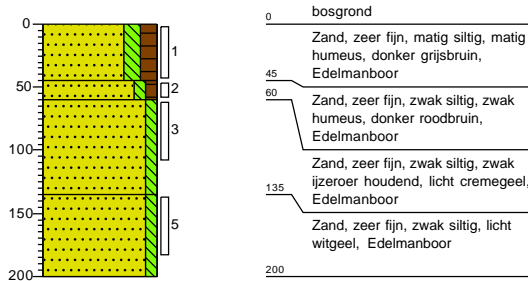 0
50
100
150
200
1
2
3
5
0
bosgrond
Zand, zeer fijn, matig siltig, matig
humeus, donker grijsbruin,
Edelmanboor
45
60
Zand, zeer fijn, zwak siltig, zwak
humeus, donker roodbruin,
Edelmanboor
Zand, zeer fijn, zwak siltig, zwak
ijzeroer houdend, licht cremegeel,
Edelmanboor
135
Zand, zeer fijn, zwak siltig, licht
witgeel, Edelmanboor
200